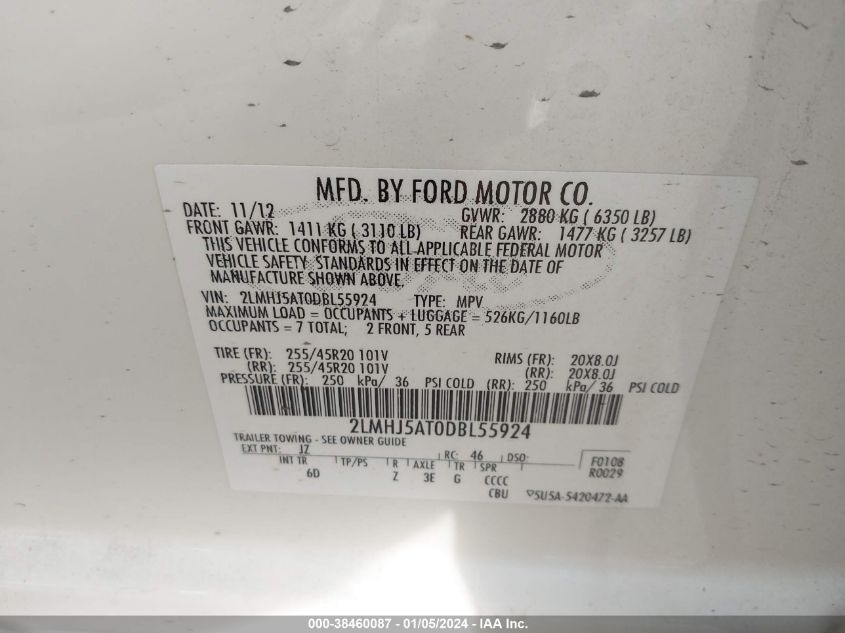 MFD. BY FORD MOTOR CO.
DATE: 11/12 GVWR: 2880 KG ( 6350 LB)
FRONT GAWR: 1411 KG ( 3110 LB) REAR GAWR: 1477 KG ( 3257 LB)
THIS VEHICLE CONFORMS TO ALL APPLICABLE FEDERAL MOTOR
VEHICLE SAFETY STANDARDS IN EFFECT ON THE DATE OF
MANUFACTURE SHOWN ABOVE.
VIN: 2LMHJ5AT0DBL55924 TYPE: MPV
MAXIMUM LOAD = OCCUPANTS + LUGGAGE = 526KG/1160LB
OCCUPANTS = 7 TOTAL; 2 FRONT, 5 REAR
TIRE (FR): 255/45R20 101V RIMS (FR): 20X8.0J
(RR): 255/45R20 101V (RR): 20X8.0J
PRESSURE (FR): 250 kPa/ 36 PSI COLD (RR): 250 kPa/ 36 PSI COLD
2LMHJ5AT0DBL55924
TRAILER TOWING - SEE OWNER GUIDE
EXT PNT: JZ RC: 46 DSO:
INT TR TP/PS R AXLE TR SPR
6D Z 3E G CCCC
CBU
F0108
R0029
5U5A-5420472-AA
000-38460087 - 01/05/2024 - IAA Inc.